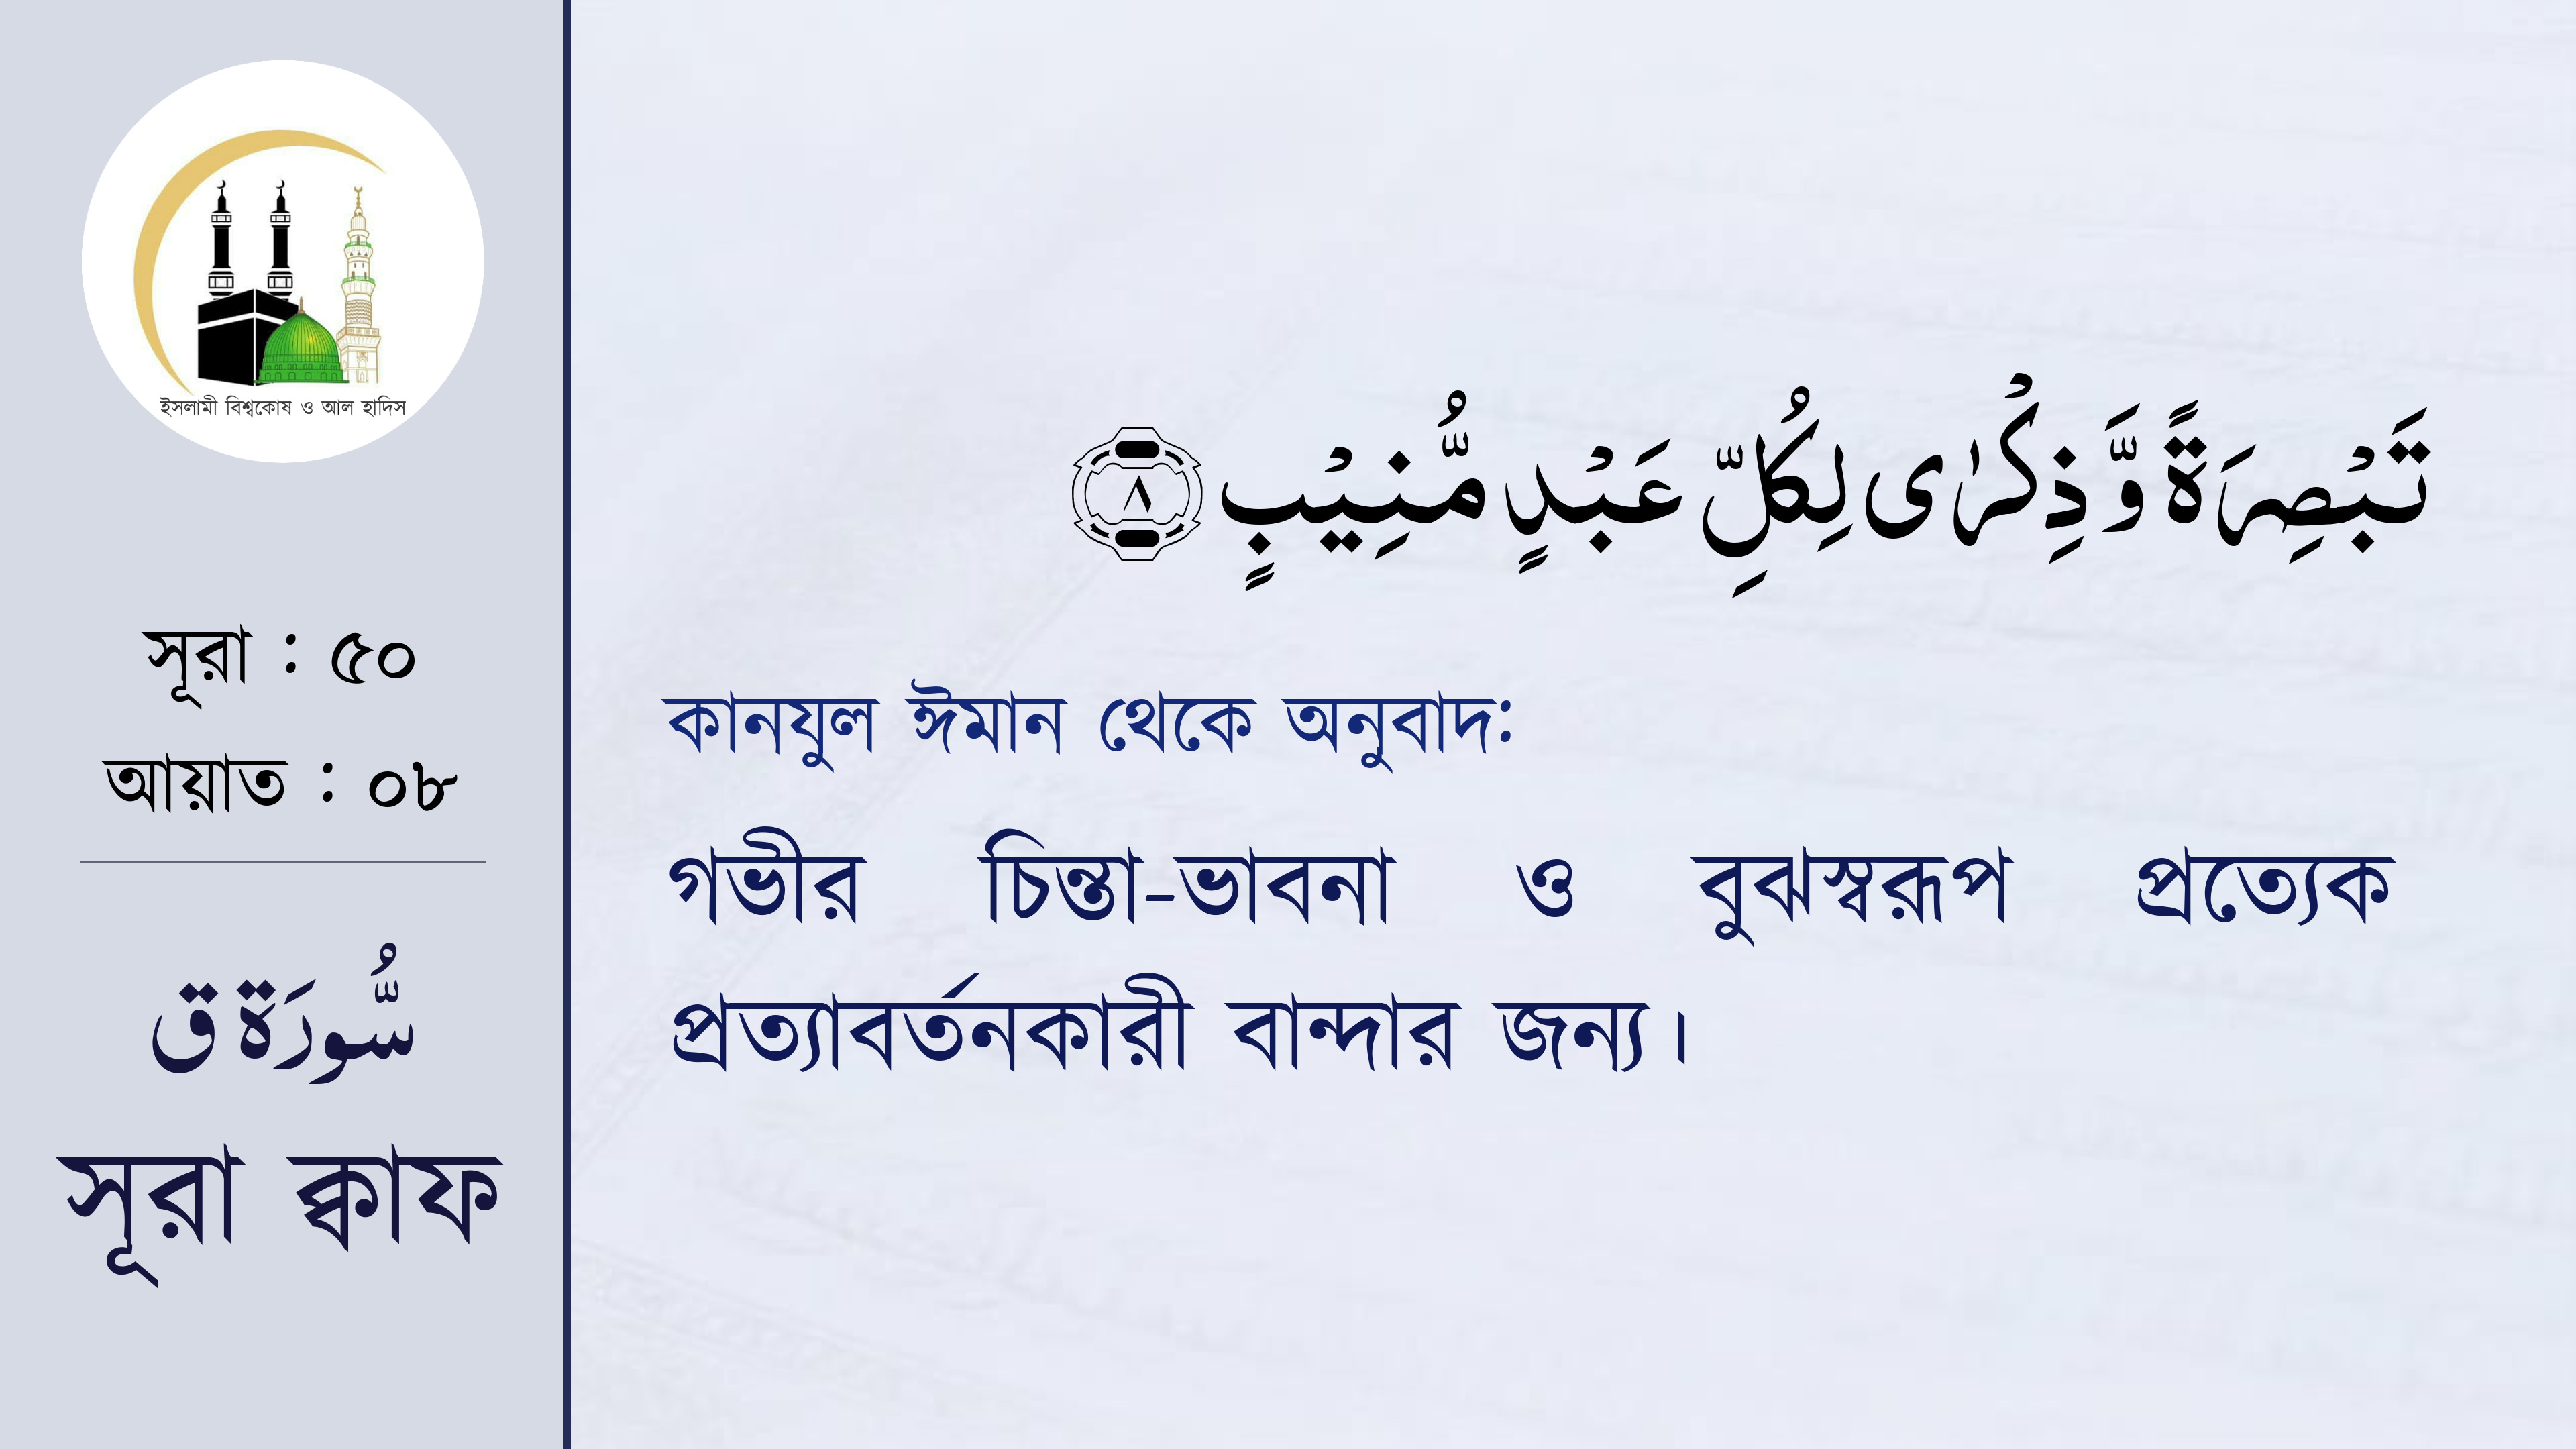 ইসলামী বিশ্বকোষ ও আল হাদিস
সূরা : ৫০
আয়াত : ০৮
سُّورَة ق
সূরা ক্বাফ
تَبْصِرَةً وَّ ذِكْرٰى لِكُلِّ عَبْدٍ مُّنِیْبٍ ۸
কানযুল ঈমান থেকে অনুবাদ:
গভীর চিন্তা-ভাবনা ও বুঝস্বরূপ প্রত্যেক
প্রত্যাবর্তনকারী বান্দার জন্য।